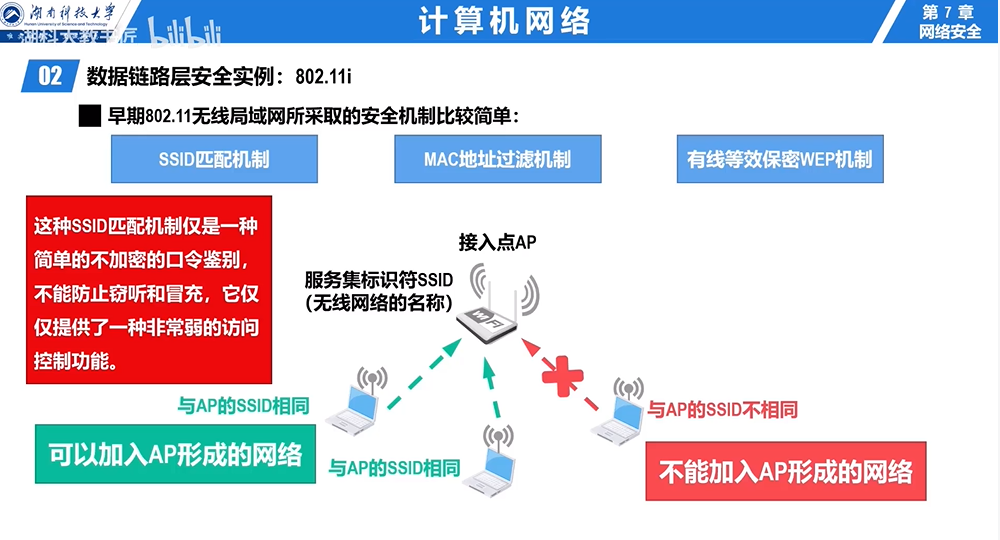 湖南科技大学
Hunan University of Science and Technology
计算机网络
第 7 章
网络安全
湖科大教书匠
bilibili
02
数据链路层安全实例：802.11i
早期802.11无线局域网所采取的安全机制比较简单：
SSID匹配机制
MAC地址过滤机制
有线等效保密WEP机制
这种SSID匹配机制仅是一种
简单的不加密的口令鉴别，
不能防止窃听和冒充，它仅
仅提供了一种非常弱的访问
控制功能。
接入点AP
服务集标识符SSID
（无线网络的名称）
WiFi
与AP的SSID相同
可以加入AP形成的网络
与AP的SSID相同
与AP的SSID不相同
不能加入AP形成的网络